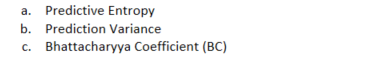 a. Predictive Entropy
b. Prediction Variance
c. Bhattacharyya Coefficient (BC)